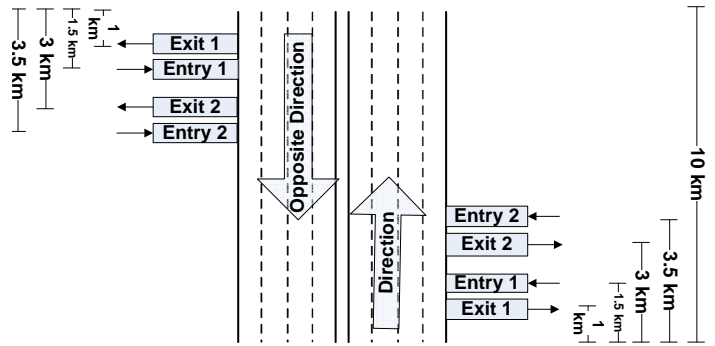 1
km
1.5 km
3 km
3.5 km
Exit 1
Entry 1
Exit 2
Entry 2
Opposite Direction
Direction
Entry 2
Exit 2
Entry 1
Exit 1
1
km
1.5 km
3 km
3.5 km
10 km